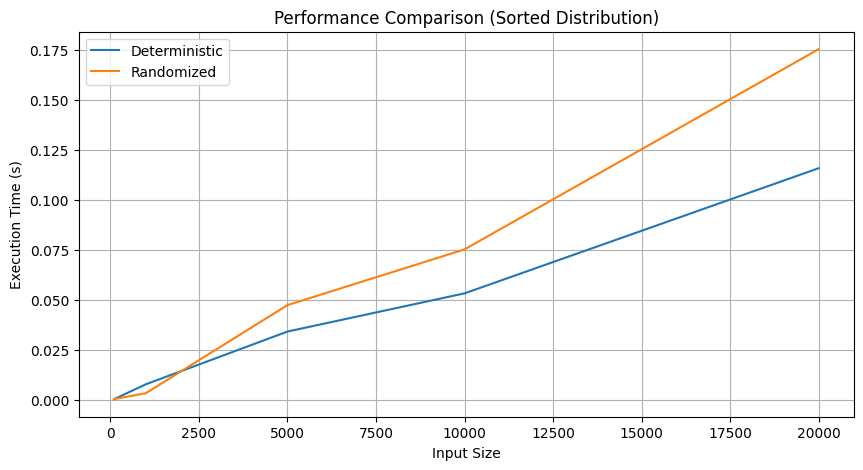 Performance Comparison (Sorted Distribution)
Deterministic
Randomized
Execution Time (s)
0.175
0.150
0.125
0.100
0.075
0.050
0.025
0.000
0 2500 5000 7500 10000 12500 15000 17500 20000
Input Size